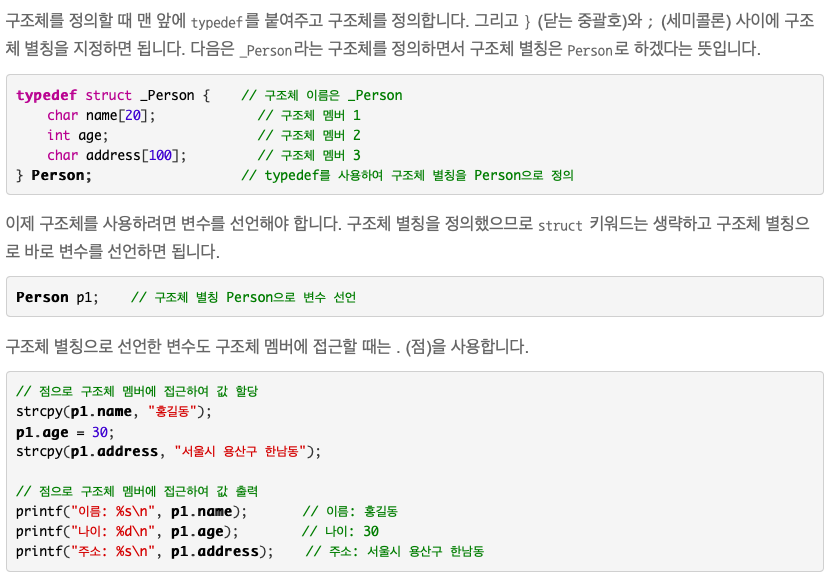 구조체를 정의할 때 맨 앞에 typedef를 붙여주고 구조체를 정의합니다. 그리고 } (닫는 중괄호)와 ; (세미콜론) 사이에 구조
체 별칭을 지정하면 됩니다. 다음은 _Person라는 구조체를 정의하면서 구조체 별칭은 Person로 하겠다는 뜻입니다.
typedef struct _Person {    // 구조체 이름은 _Person
    char name[20];             // 구조체 멤버 1
    int age;                   // 구조체 멤버 2
    char address[100];         // 구조체 멤버 3
} Person;                   // typedef를 사용하여 구조체 별칭을 Person으로 정의
이제 구조체를 사용하려면 변수를 선언해야 합니다. 구조체 별칭을 정의했으므로 struct 키워드는 생략하고 구조체 별칭으
로 바로 변수를 선언하면 됩니다.
Person p1;    // 구조체 별칭 Person으로 변수 선언
구조체 별칭으로 선언한 변수도 구조체 멤버에 접근할 때는 . (점)을 사용합니다.
// 점으로 구조체 멤버에 접근하여 값 할당
strcpy(p1.name, "홍길동");
p1.age = 30;
strcpy(p1.address, "서울시 용산구 한남동");
// 점으로 구조체 멤버에 접근하여 값 출력
printf("이름: %s\n", p1.name);       // 이름: 홍길동
printf("나이: %d\n", p1.age);        // 나이: 30
printf("주소: %s\n", p1.address);    // 주소: 서울시 용산구 한남동